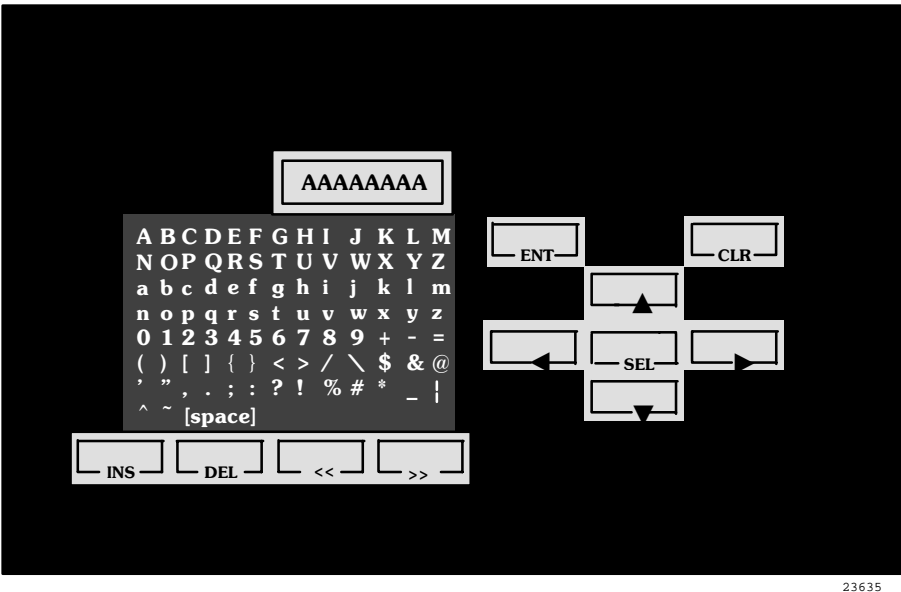 AAAAAAAA
A B C D E F G H I J K L M
N O P Q R S T U V W X Y Z
a b c d e f g h i j k l m
n o p q r s t u v w x y z
0 1 2 3 4 5 6 7 8 9 + - =
( ) [ ] { } < > / \ $ & @
' " , . ; : ? ! % # * _ ¦
^ ~ [space]
ENT CLR
◀ SEL ▶
▲
▼
INS DEL << >>
23635